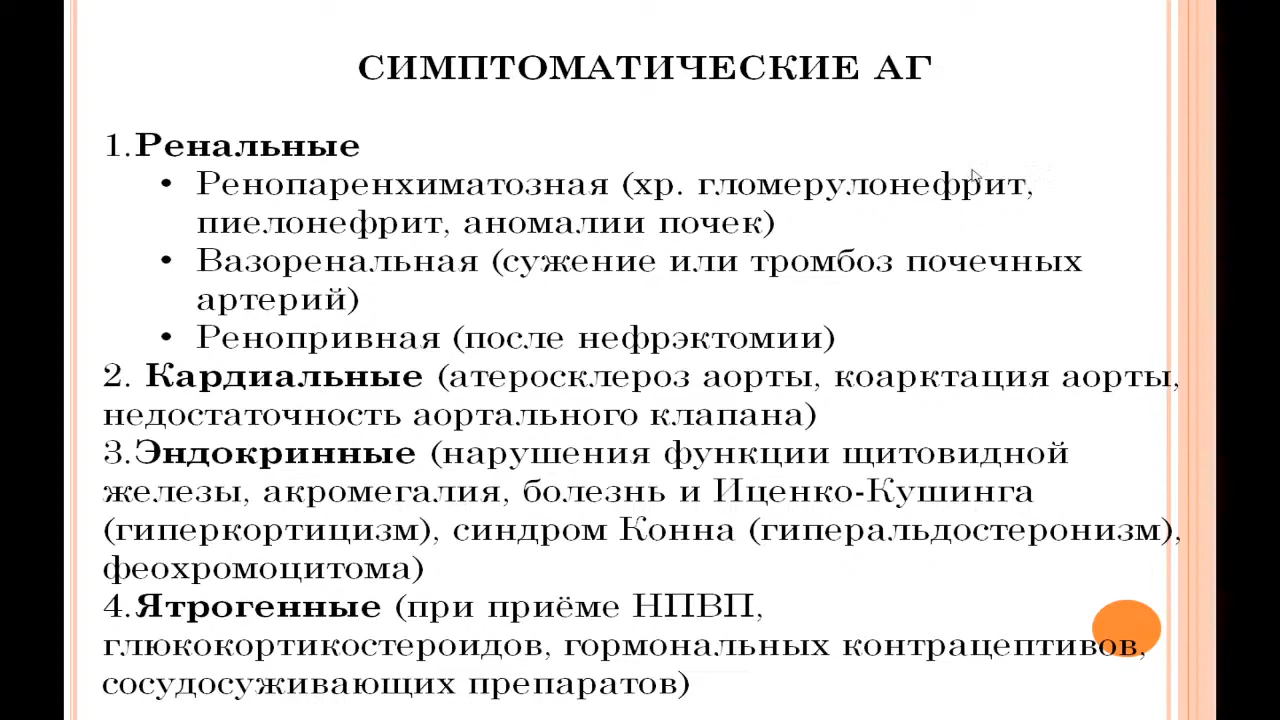 СИМПТОМАТИЧЕСКИЕ АГ
1.Ренальные
• Ренопаренхиматозная (хр. гломерулонефрит,
пиелонефрит, аномалии почек)
• Вазоренальная (сужение или тромбоз почечных
артерий)
• Ренопривная (после нефрэктомии)
2. Кардиальные (атеросклероз аорты, коарктация аорты,
недостаточность аортального клапана)
3.Эндокринные (нарушения функции щитовидной
железы, акромегалия, болезнь и Иценко-Кушинга
(гиперкортицизм), синдром Конна (гиперальдостеронизм),
феохромоцитома)
4.Ятрогенные (при приёме НПВП,
глюкокортикостероидов, гормональных контрацептивов,
сосудосуживающих препаратов)